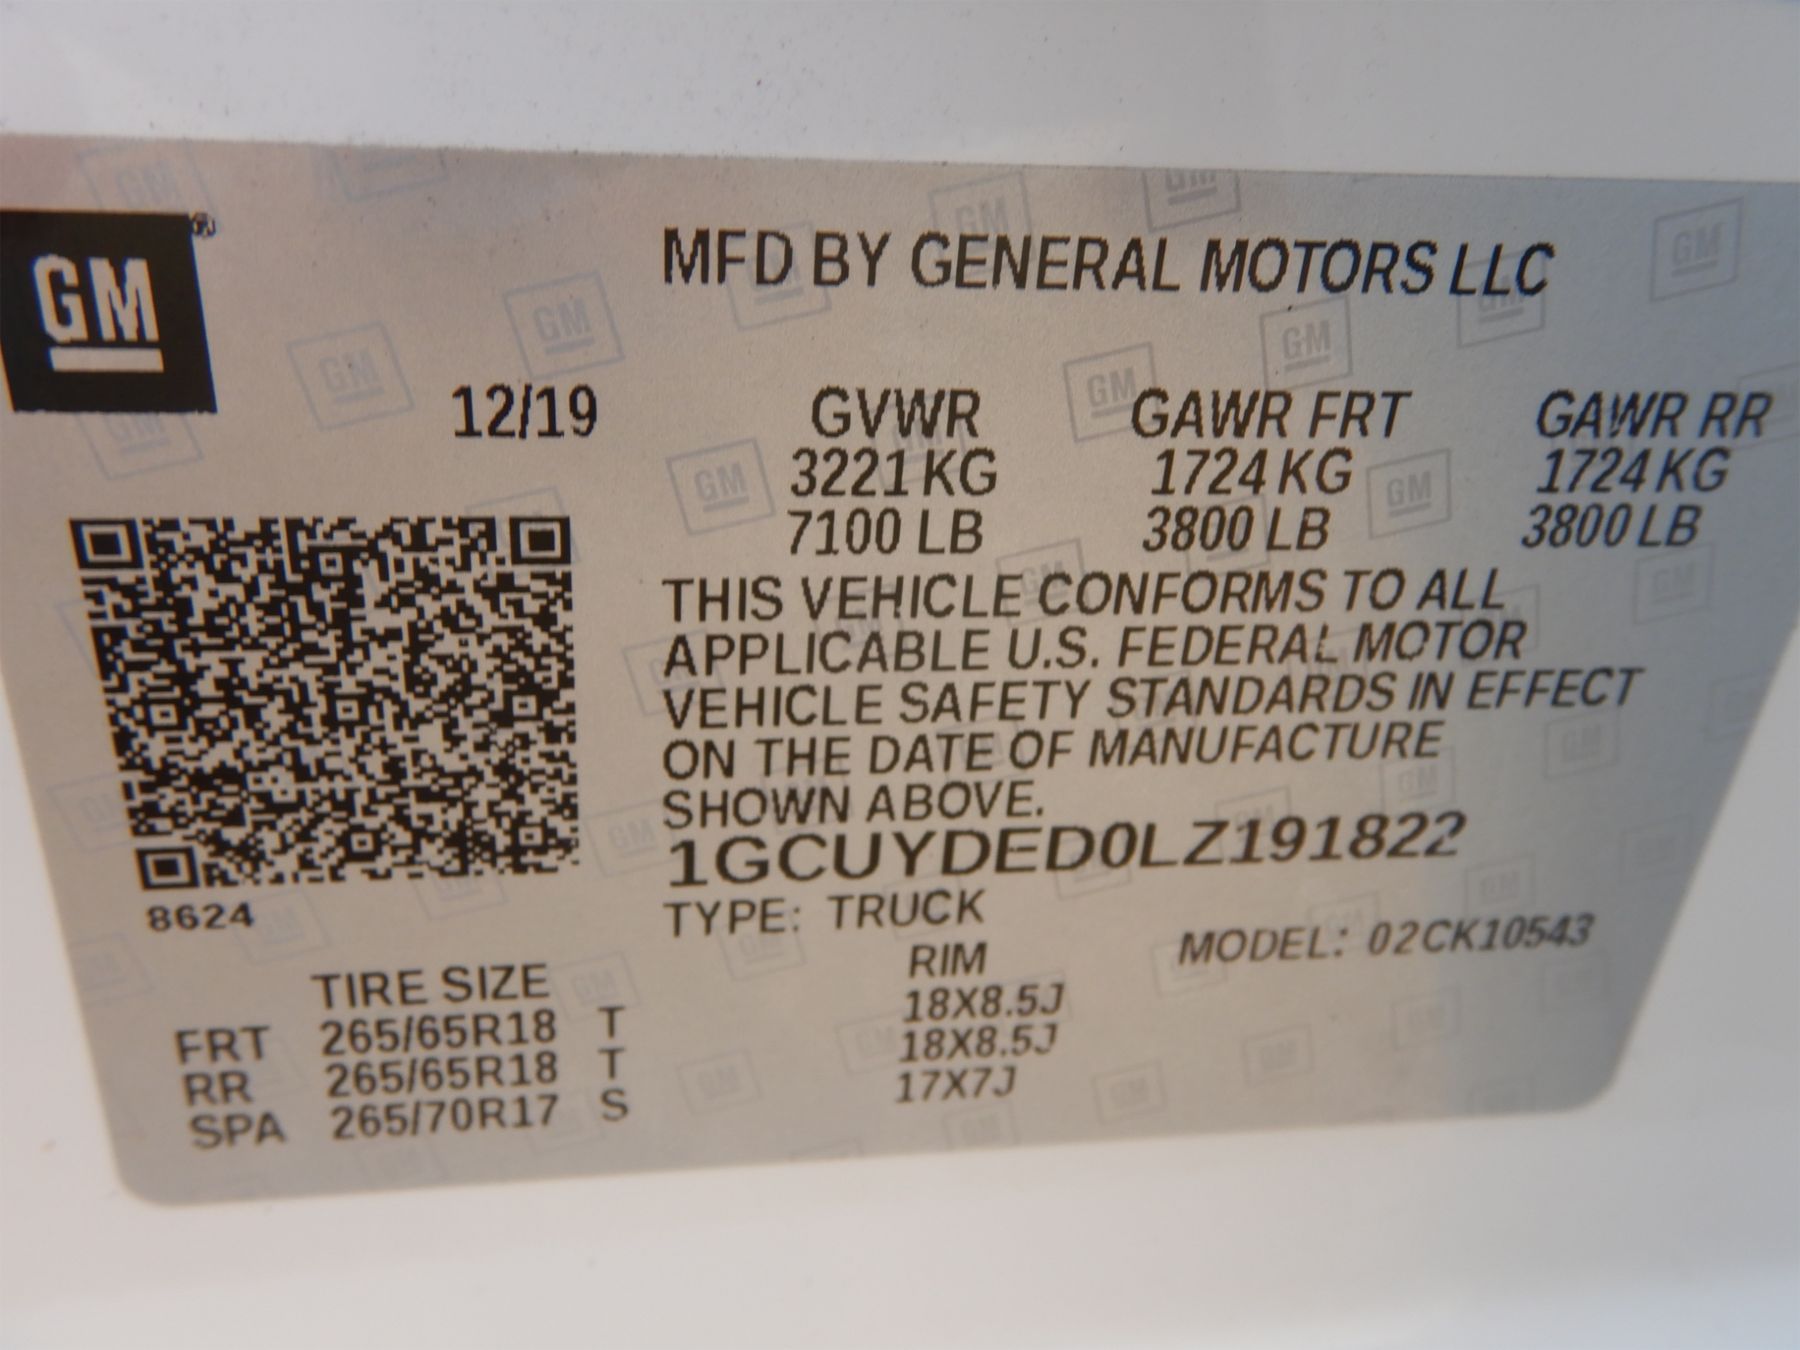 GM
MFD BY GENERAL MOTORS LLC
12/19 GVWR GAWR FRT GAWR RR
3221 KG 1724 KG 1724 KG
7100 LB 3800 LB 3800 LB
THIS VEHICLE CONFORMS TO ALL
APPLICABLE U.S. FEDERAL MOTOR
VEHICLE SAFETY STANDARDS IN EFFECT
ON THE DATE OF MANUFACTURE
SHOWN ABOVE.
1GCUYDED0LZ191822
8624
TYPE: TRUCK MODEL: 02CK10543
TIRE SIZE RIM
FRT 265/65R18 T 18X8.5J
RR 265/65R18 T 18X8.5J
SPA 265/70R17 S 17X7J